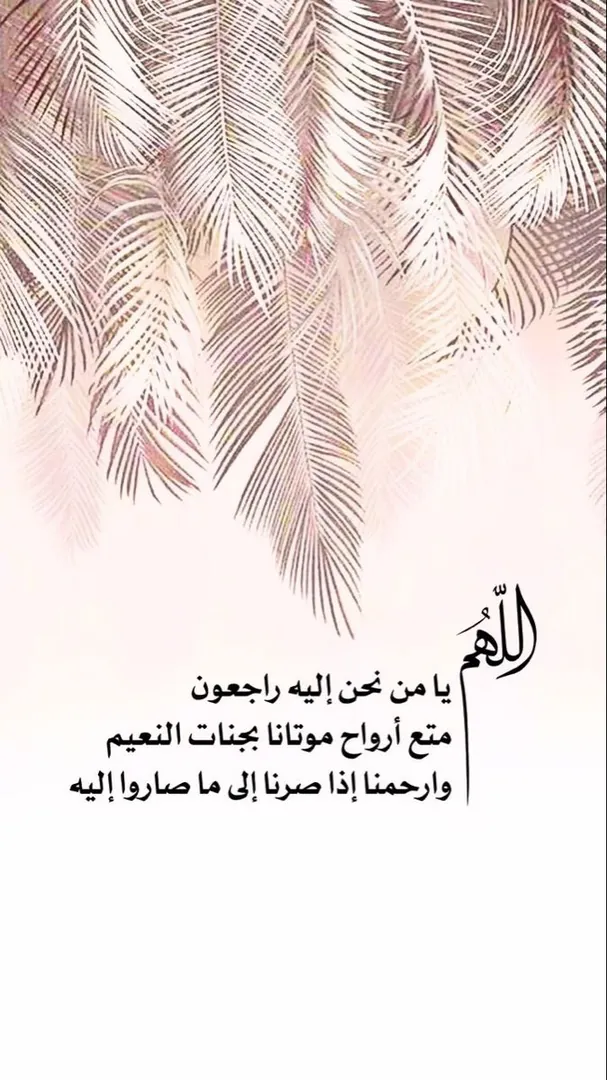 اللَّهُم
يا من نحن إليه راجعون
متع أرواح موتانا بجنات النعيم
وارحمنا إذا صرنا إلى ما صاروا إليه